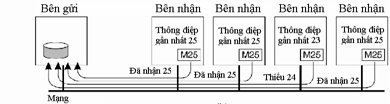 Bên gửi
Bên nhận
Bên nhận
Bên nhận
Bên nhận
Thông điệp
gần nhất 25
M25
Thông điệp
gần nhất 25
M25
Thông điệp
gần nhất 23
M25
Thông điệp
gần nhất 25
M25
Đã nhận 25
Đã nhận 25
Thiếu 24
Đã nhận 25
Mạng